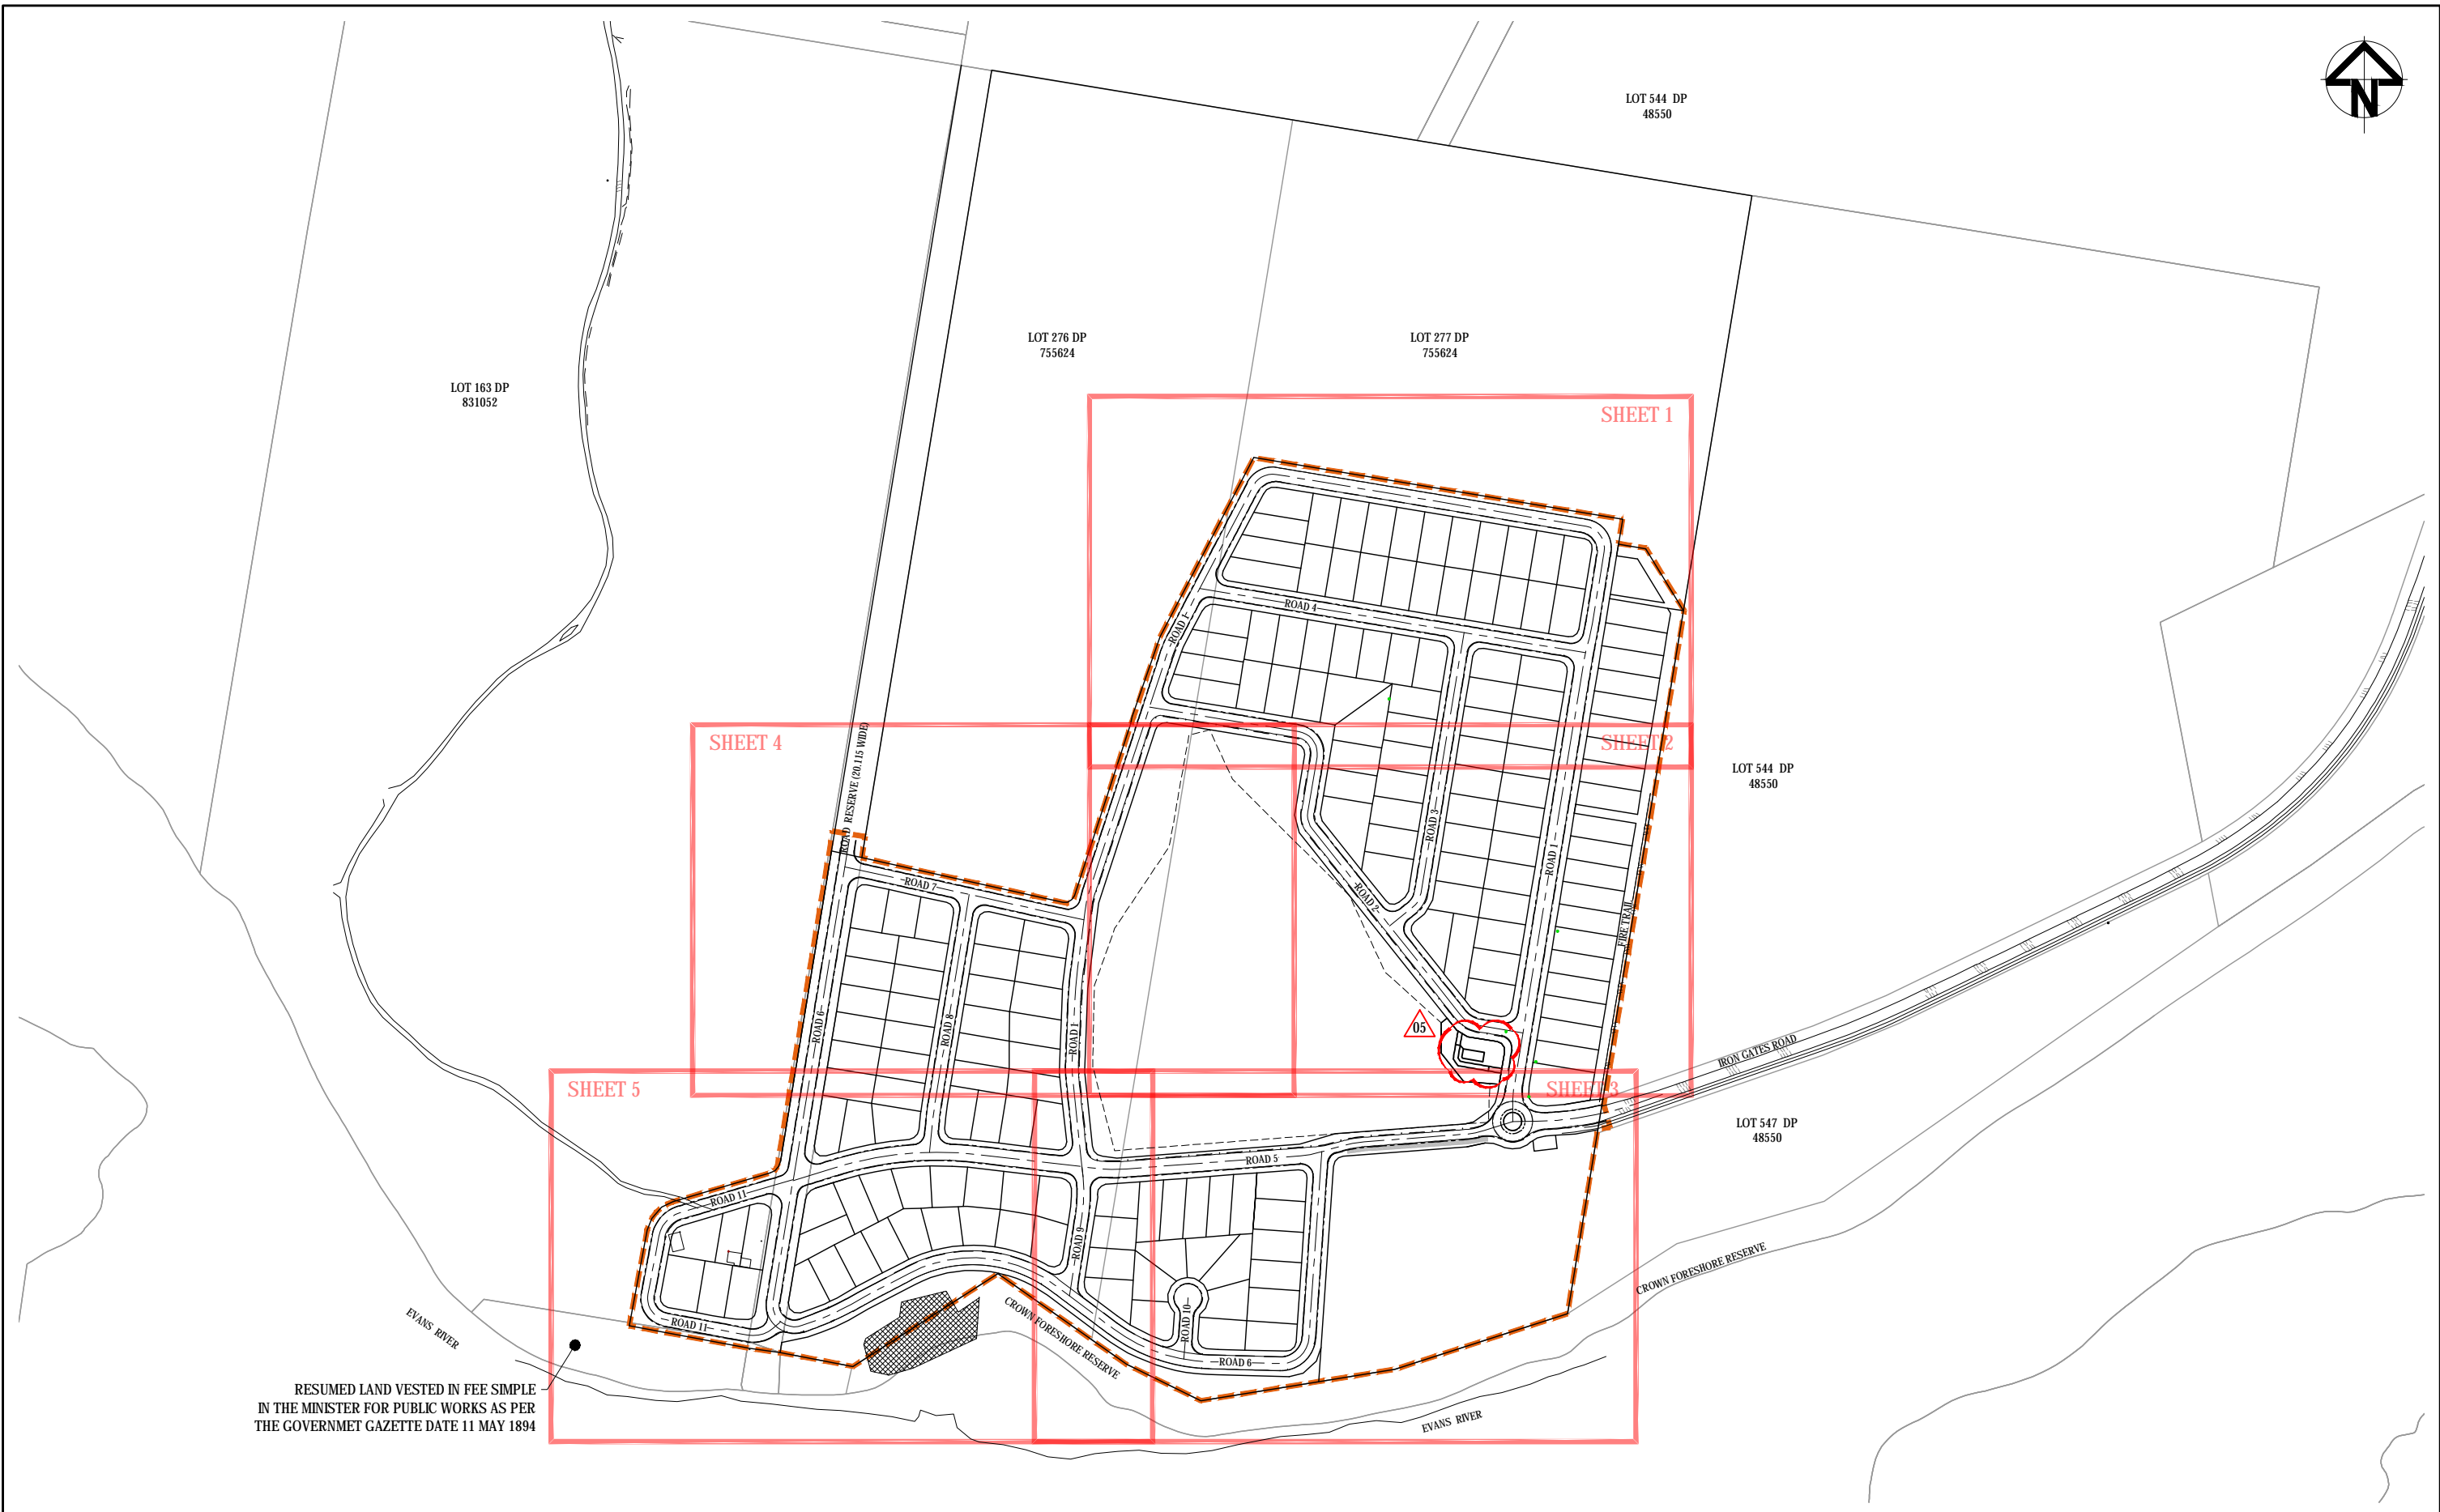 N
LOT 544 DP
48550
LOT 276 DP
755624
LOT 277 DP
755624
LOT 163 DP
831052
SHEET 1
ROAD 4
ROAD 1
SHEET 4
SHEET 2
ROAD RESERVE (20.115 WIDE)
LOT 544 DP
48550
ROAD 3
ROAD 1
ROAD 7
ROAD 2
FIRE TRAIL
ROAD 6
ROAD 8
ROAD 1
05
IRON GATES ROAD
SHEET 5
SHEET 3
LOT 547 DP
48550
ROAD 5
ROAD 11
ROAD 9
CROWN FORESHORE RESERVE
EVANS RIVER
ROAD 11
ROAD 10
CROWN FORESHORE RESERVE
ROAD 6
RESUMED LAND VESTED IN FEE SIMPLE
IN THE MINISTER FOR PUBLIC WORKS AS PER
THE GOVERNMET GAZETTE DATE 11 MAY 1894
EVANS RIVER